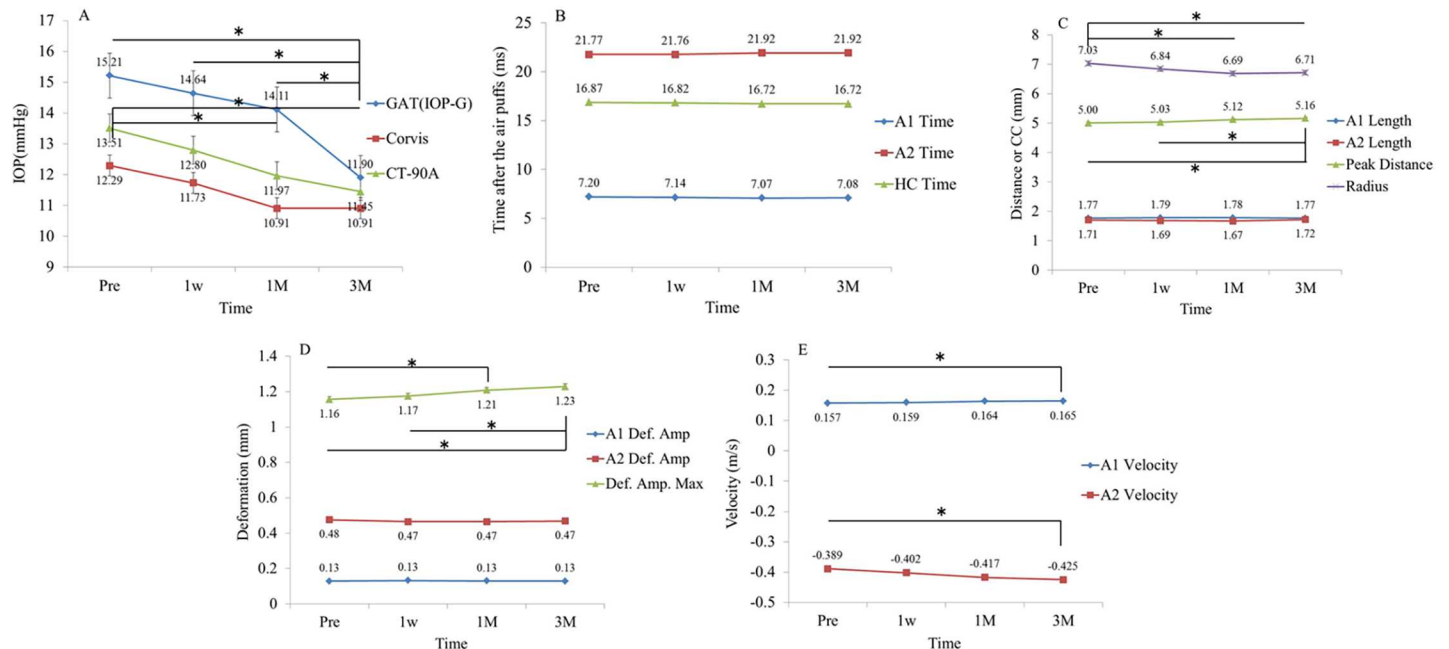 A
17
16
15
14
13
12
11
10
9
IOP(mmHg)
15.21
14.64
14.11
11.90
13.51
12.80
11.97
11.45
12.29
11.73
10.91
10.91
*
*
*
*
*
Pre 1w 1M 3M
Time
GAT(IOP-G)
Corvis
CT-90A
B
25
20
15
10
5
0
Time after the air puffs (ms)
21.77 21.76 21.92 21.92
16.87 16.82 16.72 16.72
7.20 7.14 7.07 7.08
Pre 1w 1M 3M
Time
A1 Time
A2 Time
HC Time
C
8
7
6
5
4
3
2
1
0
Distance or CC (mm)
*
*
7.03 6.84 6.69 6.71
5.00 5.03 5.12 5.16
*
*
1.77 1.79 1.78 1.77
1.71 1.69 1.67 1.72
Pre 1w 1M 3M
Time
A1 Length
A2 Length
Peak Distance
Radius
D
1.4
1.2
1
0.8
0.6
0.4
0.2
0
Deformation (mm)
*
1.16 1.17 1.21 1.23
*
*
0.48 0.47 0.47 0.47
0.13 0.13 0.13 0.13
Pre 1w 1M 3M
Time
A1 Def. Amp
A2 Def. Amp
Def. Amp. Max
E
0.3
0.2
0.1
0
-0.1
-0.2
-0.3
-0.4
-0.5
Velocity (m/s)
*
0.157 0.159 0.164 0.165
*
-0.389 -0.402 -0.417 -0.425
Pre 1w 1M 3M
Time
A1 Velocity
A2 Velocity